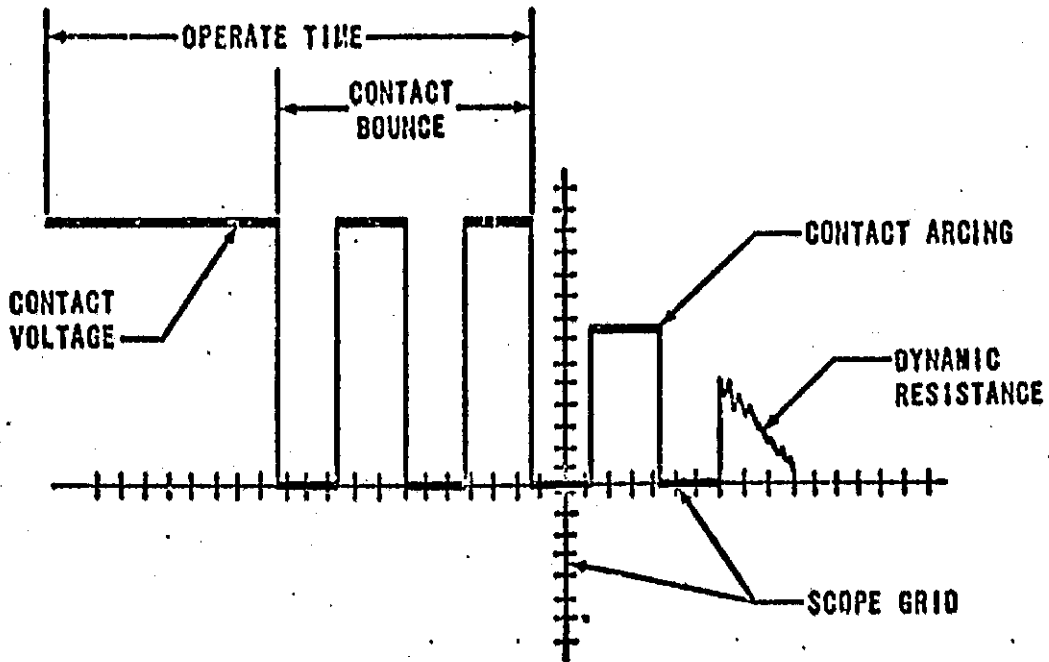 OPERATE TIME
CONTACT
BOUNCE
CONTACT ARCING
CONTACT
VOLTAGE
DYNAMIC
RESISTANCE
SCOPE GRID